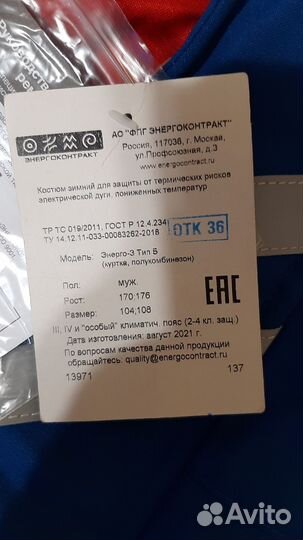 Руководство
ЭНЕРГОКОНТРАКТ
АО "ФПГ ЭНЕРГОКОНТРАКТ"
Россия, 117036, г. Москва,
ул.Профсоюзная, д.3
www.energocontract.ru
Костюм зимний для защиты от термических рисков
электрической дуги, пониженных температур
ТР ТС 019/2011, ГОСТ Р 12.4.234
ТУ 14.12.11-033-00083262-2018
ОТК 36
Модель: Энерго-3 Тип В
(куртка, полукомбинезон)
Пол: муж.
Рост: 170,176
Размер: 104,108
EAC
III, IV и "особый" климатич. пояс (2-4 кл. защ.)
Дата изготовления: август 2021 г.
По вопросам качества данной продукции
обращайтесь: quality@energocontract.ru
13971 137
Avito